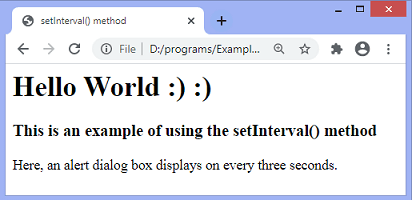 setInterval() method
File | D:/programs/Exampl...
Hello World :) :)
This is an example of using the setInterval() method
Here, an alert dialog box displays on every three seconds.